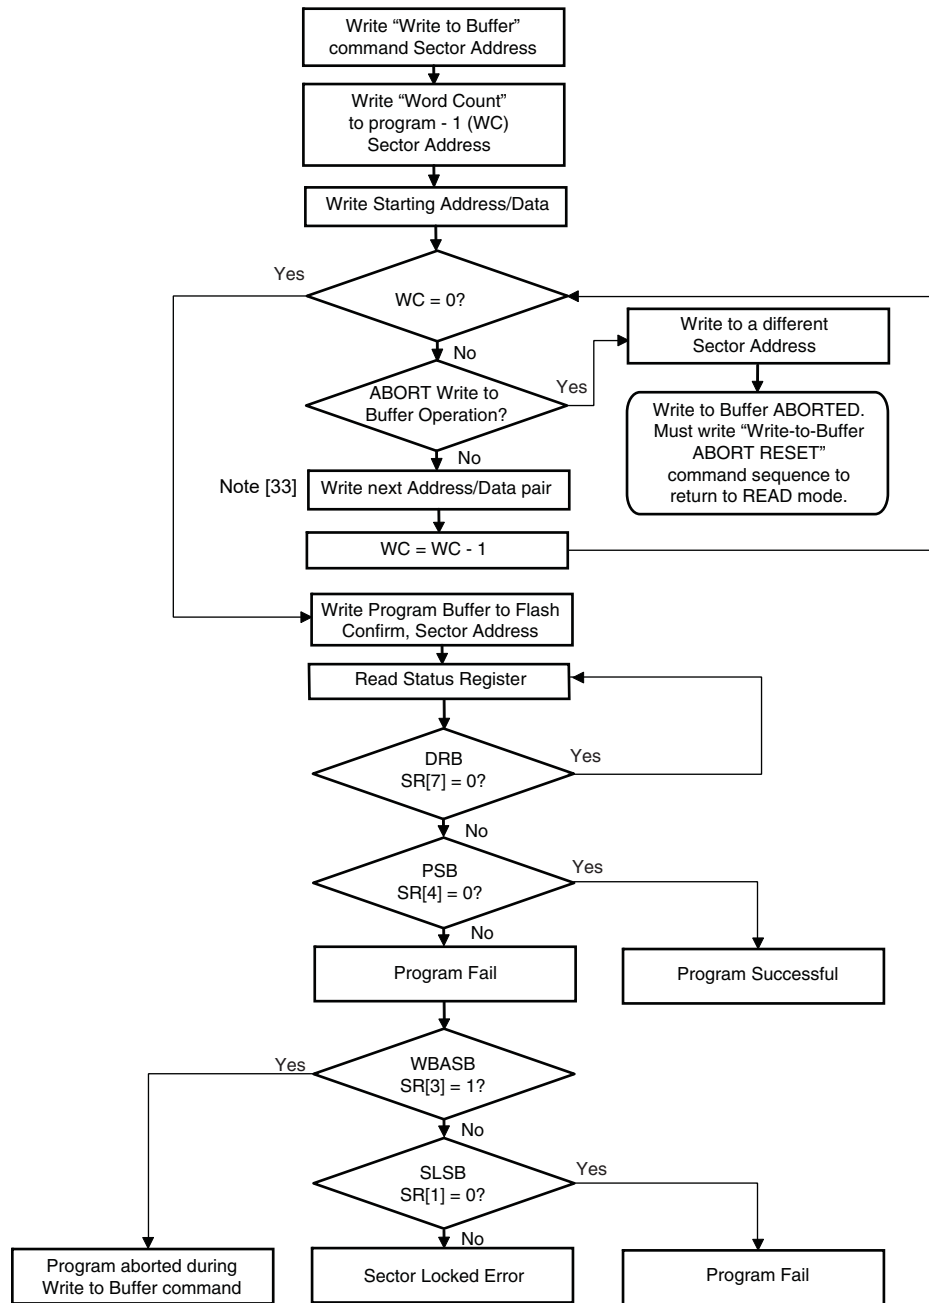 Write “Write to Buffer”
command Sector Address
Write “Word Count”
to program - 1 (WC)
Sector Address
Write Starting Address/Data
Yes
WC = 0?
No
Write to a different
Sector Address
ABORT Write to
Buffer Operation?
Yes
Write to Buffer ABORTED.
Must write “Write-to-Buffer
ABORT RESET”
command sequence to
return to READ mode.
No
Note [33]
Write next Address/Data pair
WC = WC - 1
Write Program Buffer to Flash
Confirm, Sector Address
Read Status Register
DRB
SR[7] = 0?
Yes
No
PSB
SR[4] = 0?
Yes
No
Program Fail
Program Successful
Yes
WBASB
SR[3] = 1?
No
SLSB
SR[1] = 0?
Yes
No
Program aborted during
Write to Buffer command
Sector Locked Error
Program Fail